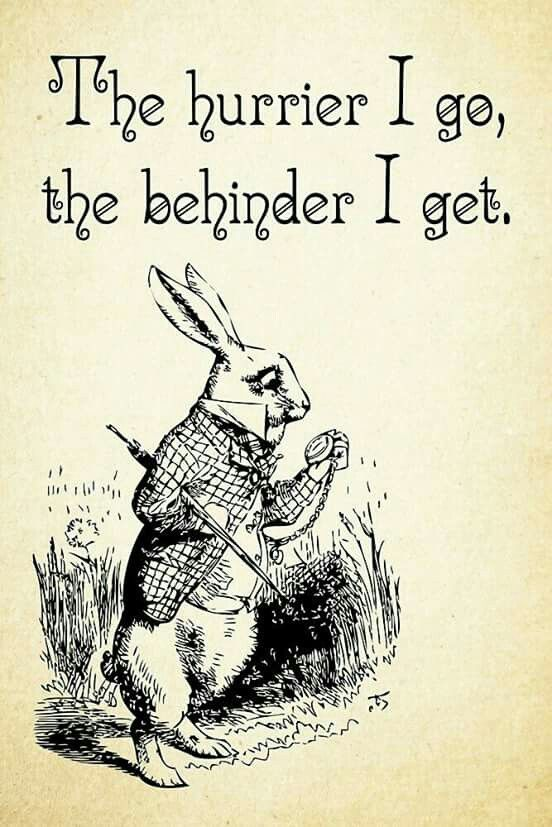 The hurrier I go,
the behinder I get.